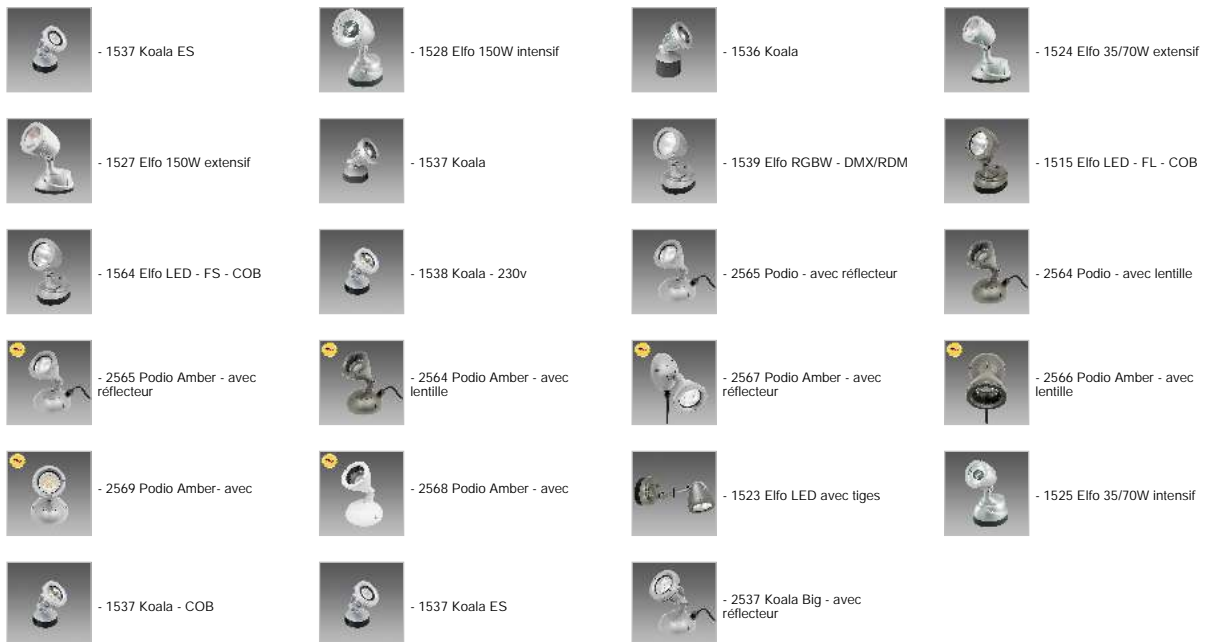 - 1537 Koala ES
- 1528 Elfo 150W intensif
- 1536 Koala
- 1524 Elfo 35/70W extensif
- 1527 Elfo 150W extensif
- 1537 Koala
- 1539 Elfo RGBW - DMX/RDM
- 1515 Elfo LED - FL - COB
- 1564 Elfo LED - FS - COB
- 1538 Koala - 230v
- 2565 Podio - avec réflecteur
- 2564 Podio - avec lentille
- 2565 Podio Amber - avec
réflecteur
- 2564 Podio Amber - avec
lentille
- 2567 Podio Amber - avec
réflecteur
- 2566 Podio Amber - avec
lentille
- 2569 Podio Amber- avec
- 2568 Podio Amber - avec
- 1523 Elfo LED avec tiges
- 1525 Elfo 35/70W intensif
- 1537 Koala - COB
- 1537 Koala ES
- 2537 Koala Big - avec
réflecteur